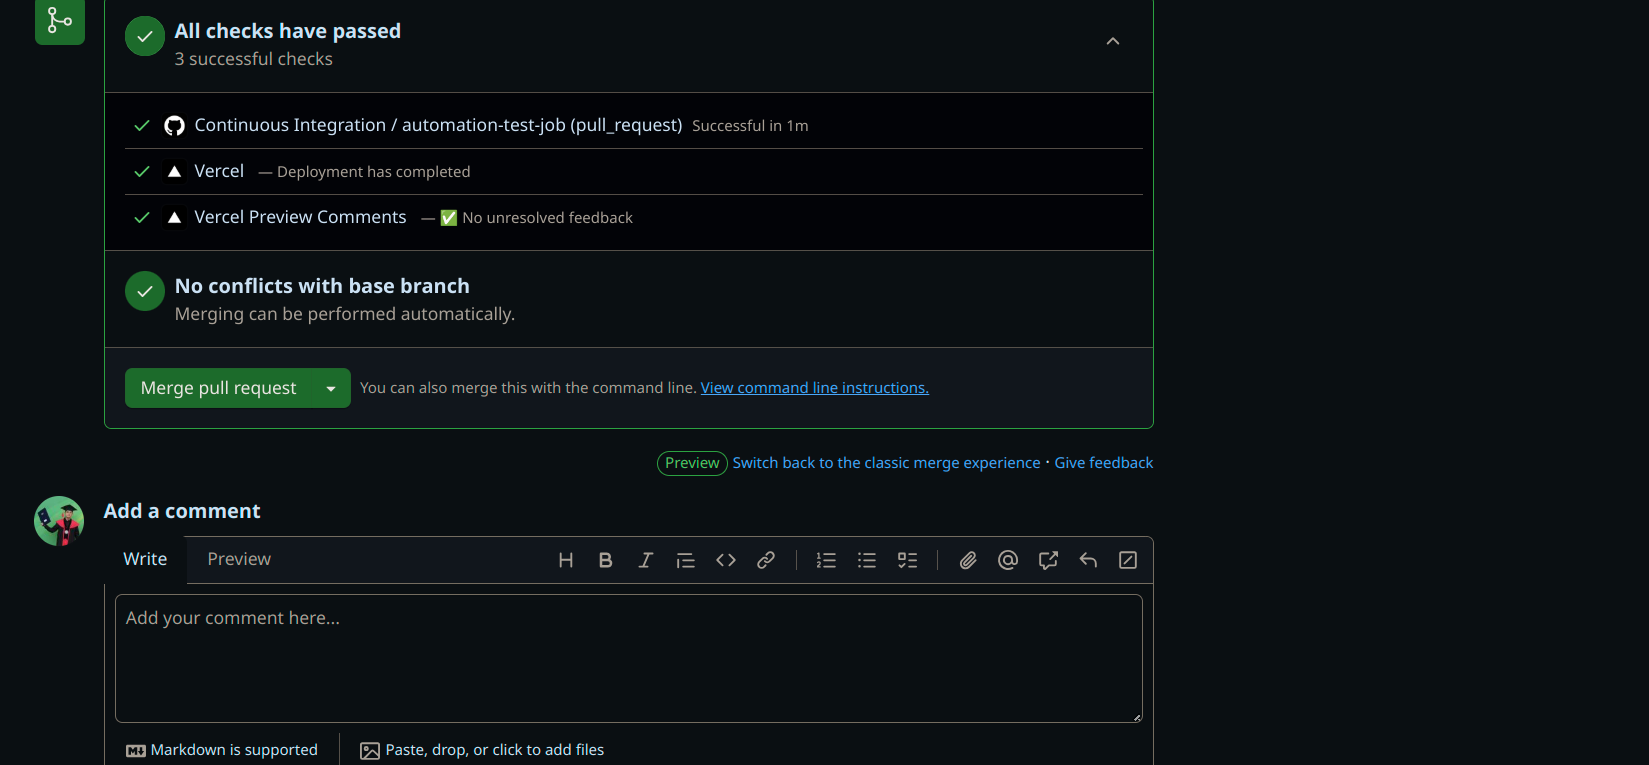 All checks have passed
3 successful checks
Continuous Integration / automation-test-job (pull_request) Successful in 1m
Vercel — Deployment has completed
Vercel Preview Comments — ✅ No unresolved feedback
No conflicts with base branch
Merging can be performed automatically.
Merge pull request You can also merge this with the command line. View command line instructions.
Preview Switch back to the classic merge experience · Give feedback
Add a comment
Write Preview
Add your comment here...
Markdown is supported Paste, drop, or click to add files